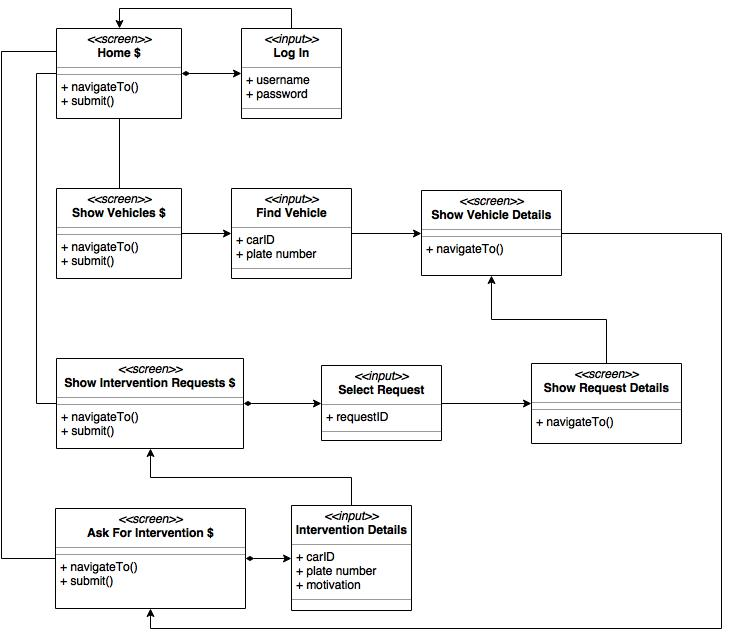 <<screen>>
Home $
+ navigateTo()
+ submit()
<<input>>
Log In
+ username
+ password
<<screen>>
Show Vehicles $
+ navigateTo()
+ submit()
<<input>>
Find Vehicle
+ carID
+ plate number
<<screen>>
Show Vehicle Details
+ navigateTo()
<<screen>>
Show Intervention Requests $
+ navigateTo()
+ submit()
<<input>>
Select Request
+ requestID
<<screen>>
Show Request Details
+ navigateTo()
<<screen>>
Ask For Intervention $
+ navigateTo()
+ submit()
<<input>>
Intervention Details
+ carID
+ plate number
+ motivation